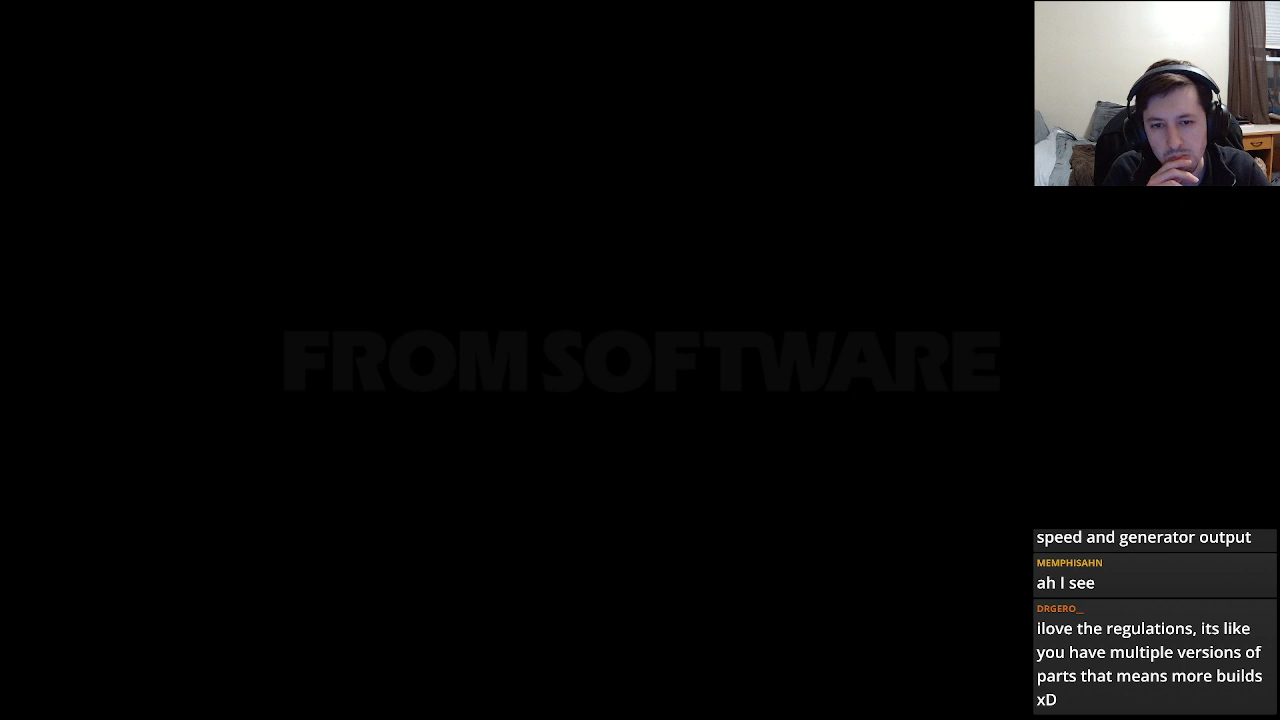 FROM SOFTWARE
speed and generator output
MEMPHISAHN
ah I see
DRGERO__
ilove the regulations, its like
you have multiple versions of
parts that means more builds
xD